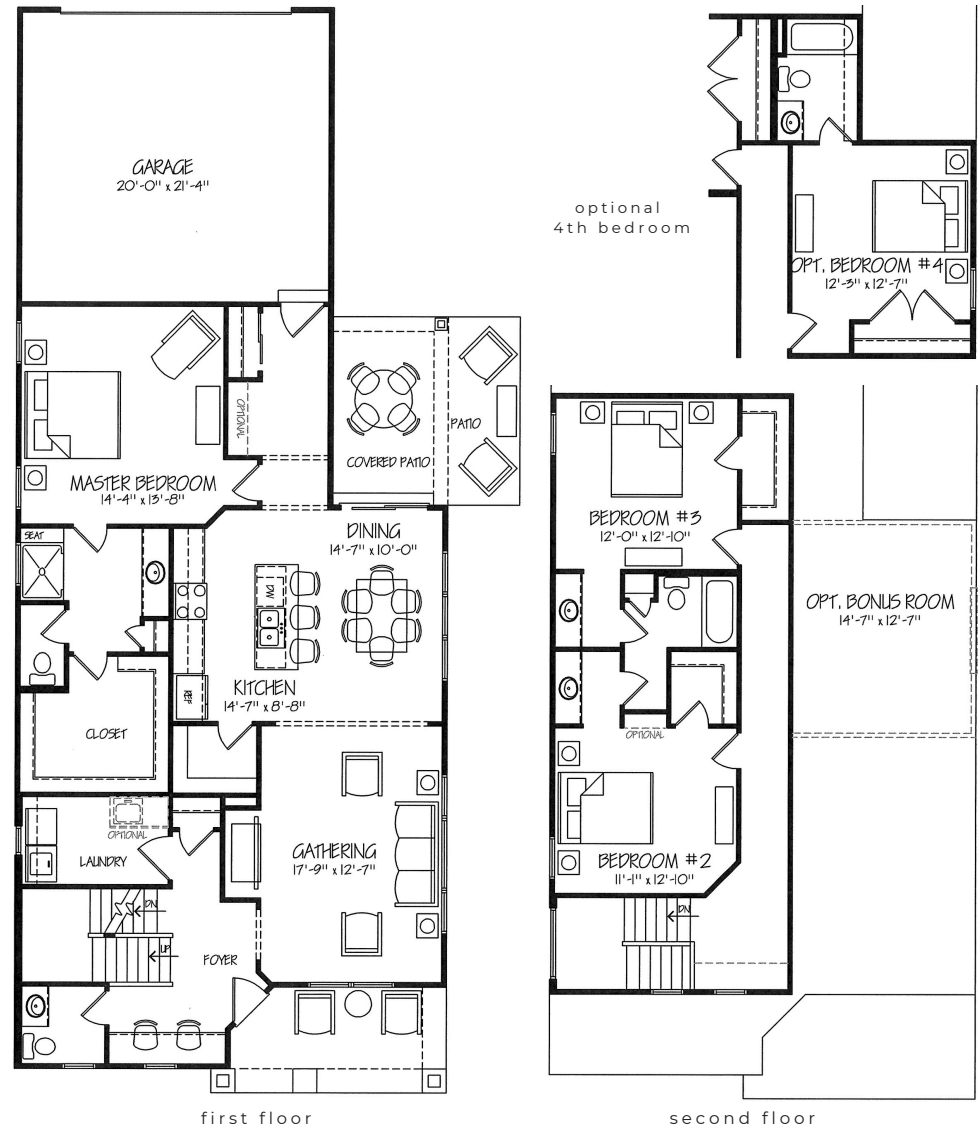 GARAGE
20'-0" x 21'-4"
OPTIONAL
COVERED PATIO
PATIO
MASTER BEDROOM
14'-4" x 13'-8"
SEAT
DINING
14'-7" x 10'-0"
DW
REF
KITCHEN
14'-7" x 8'-8"
CLOSET
OPTIONAL
LAUNDRY
GATHERING
17'-9" x 12'-7"
DN
UP
FOYER
first floor
optional
4th bedroom
OPT. BEDROOM #4
12'-3" x 12'-7"
BEDROOM #3
12'-0" x 12'-10"
OPT. BONUS ROOM
14'-7" x 12'-7"
OPTIONAL
BEDROOM #2
11'-1" x 12'-10"
DN
second floor